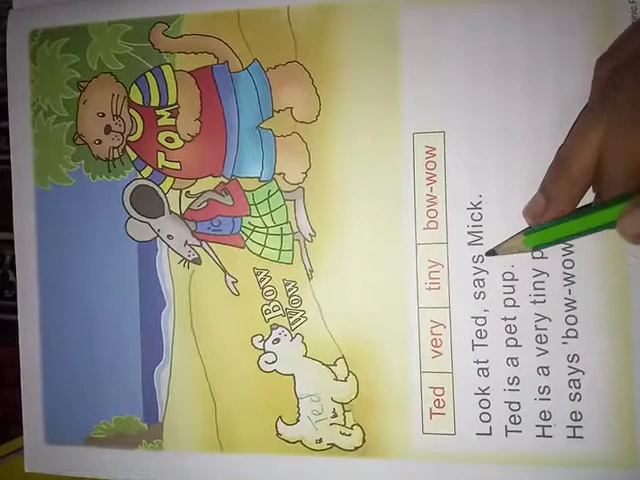 TOM
Bow
Wow
Ted
Ted very tiny bow-wow
Look at Ted, says Mick.
Ted is a pet pup.
He is a very tiny
He says 'bow-wow